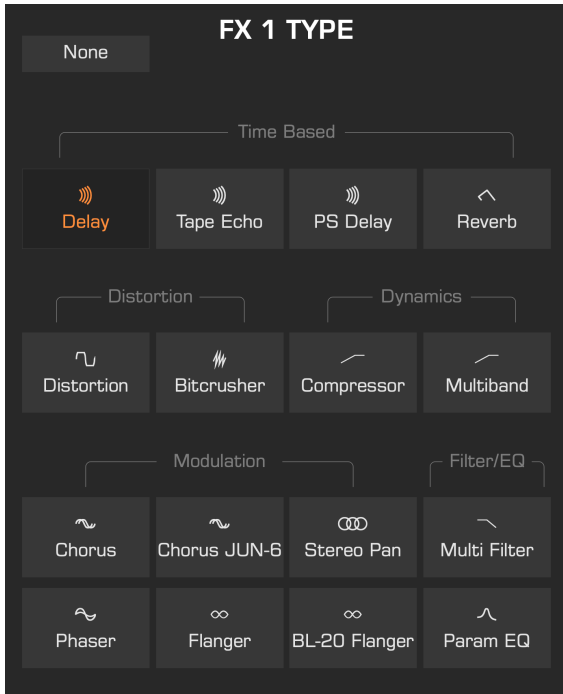 FX 1 TYPE
None
Time Based
Delay
Tape Echo
PS Delay
Reverb
Distortion
Dynamics
Distortion
Bitcrusher
Compressor
Multiband
Modulation
Filter/EQ
Chorus
Chorus JUN-6
Stereo Pan
Multi Filter
Phaser
Flanger
BL-20 Flanger
Param EQ